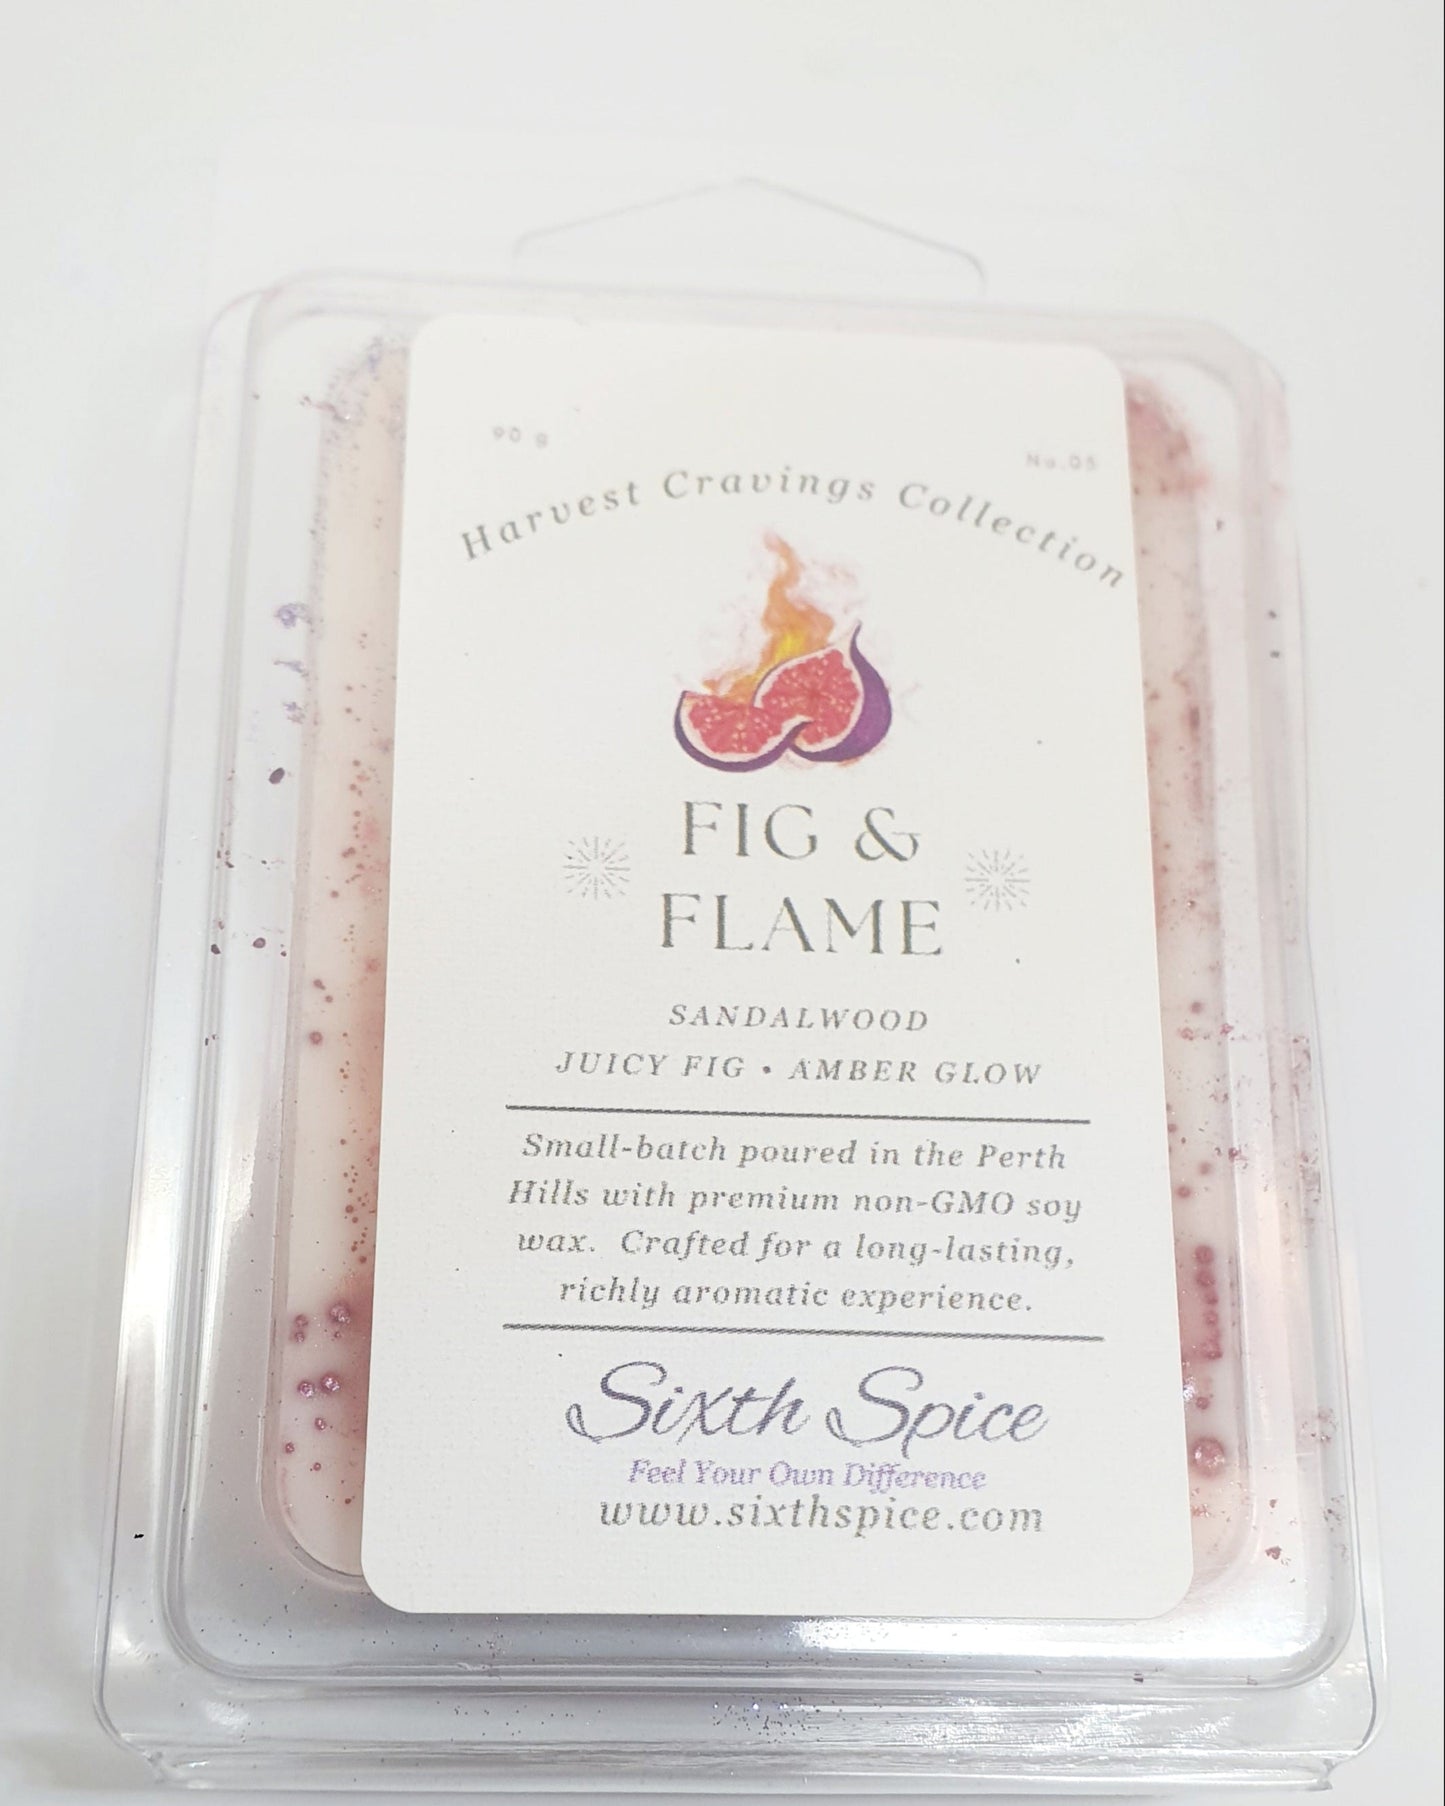 90 g
No.05
Harvest Cravings Collection
FIG &
FLAME
SANDALWOOD
JUICY FIG • AMBER GLOW
Small-batch poured in the Perth
Hills with premium non-GMO soy
wax. Crafted for a long-lasting,
richly aromatic experience.
Sixth Spice
Feel Your Own Difference
www.sixthspice.com